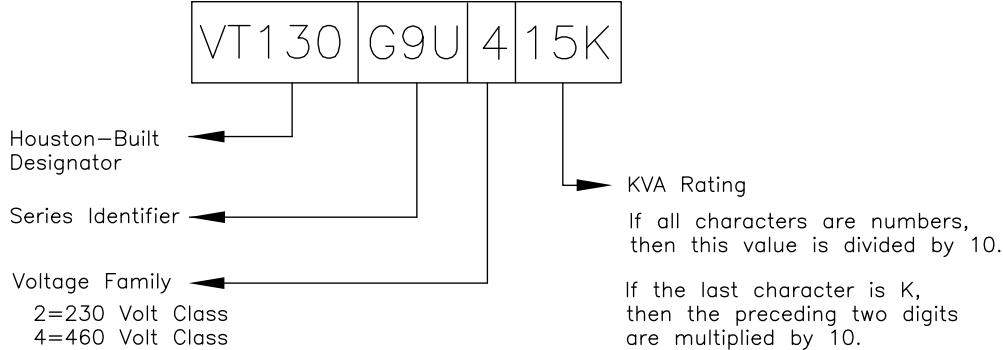 VT130 G9U 4 15K
Houston-Built
Designator
Series Identifier
Voltage Family
2=230 Volt Class
4=460 Volt Class
KVA Rating
If all characters are numbers,
then this value is divided by 10.
If the last character is K,
then the preceding two digits
are multiplied by 10.